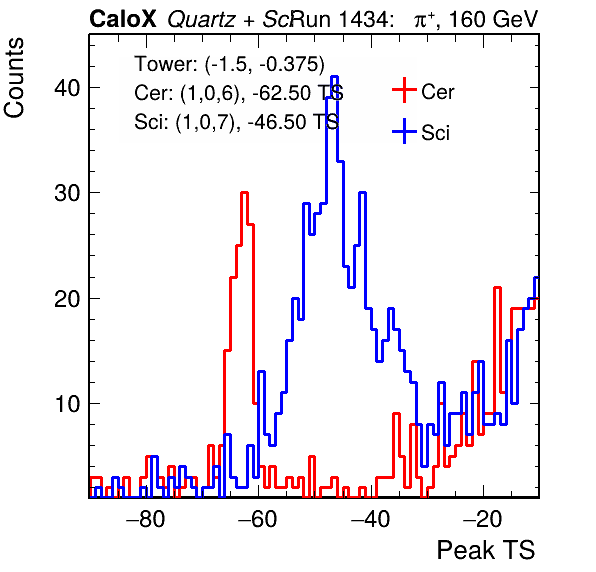 CaloX Quartz + ScRun 1434: π⁺, 160 GeV
Counts
Tower: (-1.5, -0.375)
Cer: (1,0,6), -62.50 TS
Sci: (1,0,7), -46.50 TS
Cer
Sci
40
30
20
10
−80 −60 −40 −20
Peak TS